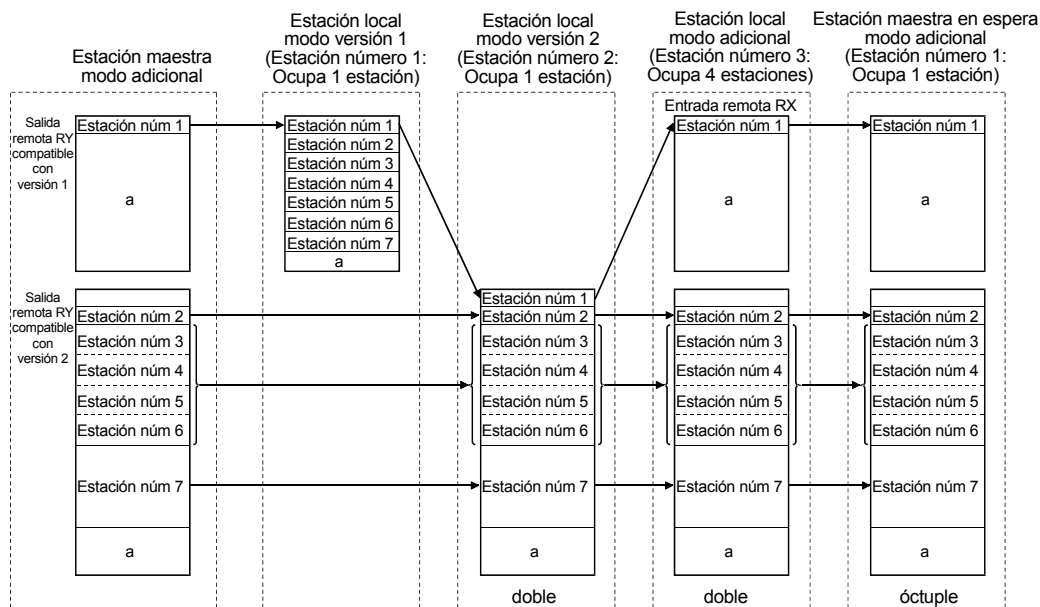 Estación maestra
modo adicional
Estación local
modo versión 1
(Estación número 1:
Ocupa 1 estación)
Estación local
modo versión 2
(Estación número 2:
Ocupa 1 estación)
Estación local
modo adicional
(Estación número 3:
Ocupa 4 estaciones)
Estación maestra en espera
modo adicional
(Estación número 1:
Ocupa 1 estación)
Salida
remota RY
compatible
con
versión 1
Estación núm 1
a
Salida
remota RY
compatible
con
versión 2
Estación núm 2
Estación núm 3
Estación núm 4
Estación núm 5
Estación núm 6
Estación núm 7
a
Estación núm 1
Estación núm 2
Estación núm 3
Estación núm 4
Estación núm 5
Estación núm 6
Estación núm 7
a
Estación núm 1
Estación núm 2
Estación núm 3
Estación núm 4
Estación núm 5
Estación núm 6
Estación núm 7
a
doble
Entrada remota RX
Estación núm 1
a
Estación núm 2
Estación núm 3
Estación núm 4
Estación núm 5
Estación núm 6
Estación núm 7
a
doble
Estación núm 1
a
Estación núm 2
Estación núm 3
Estación núm 4
Estación núm 5
Estación núm 6
Estación núm 7
a
óctuple